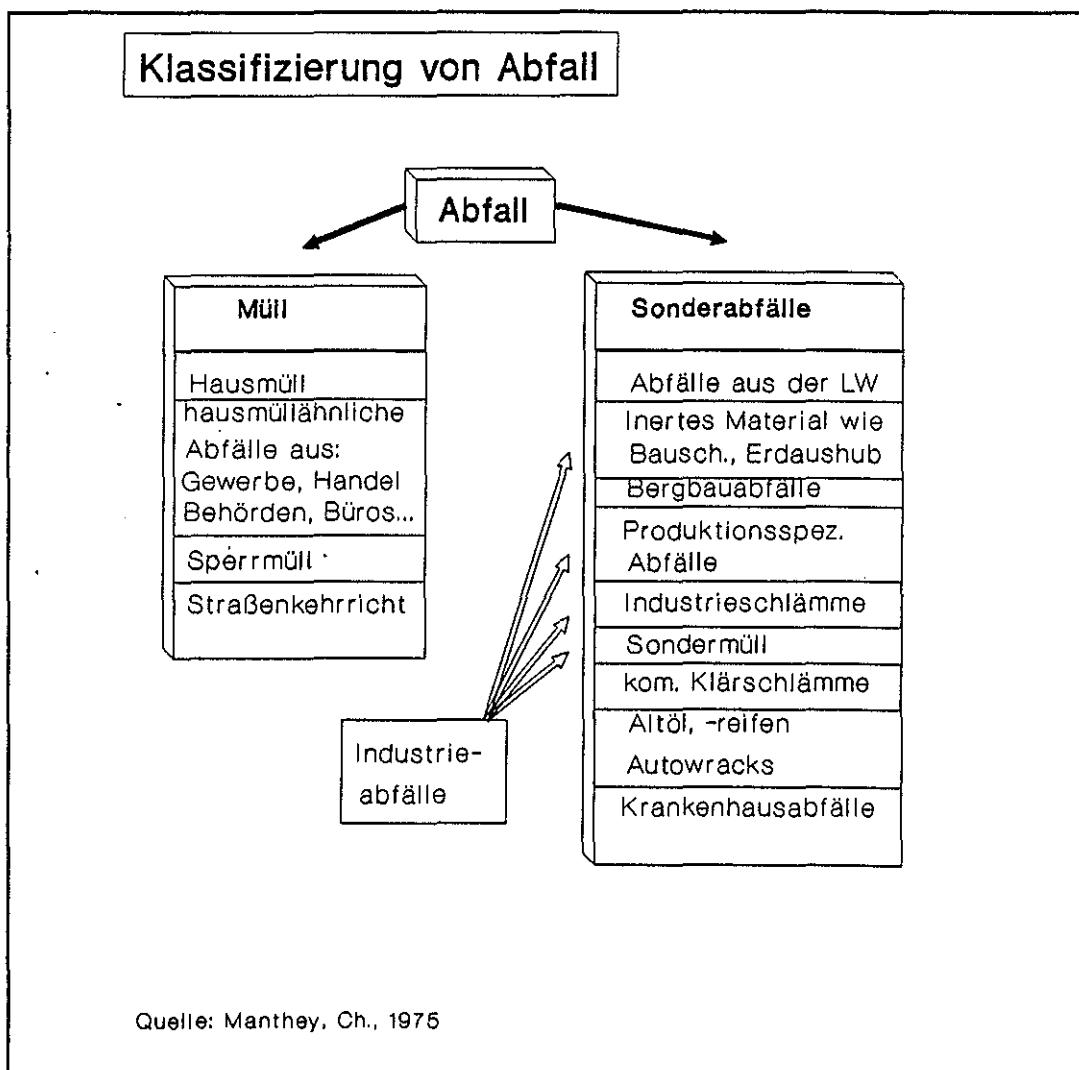 Klassifizierung von Abfall
Abfall
Müll
Hausmüll
hausmüllähnliche
Abfälle aus:
Gewerbe, Handel
Behörden, Büros...
Sperrmüll
Straßenkehrricht
Industrie-
abfälle
Sonderabfälle
Abfälle aus der LW
Inertes Material wie
Bausch., Erdaushub
Bergbauabfälle
Produktionsspez.
Abfälle
Industrieschlämme
Sondermüll
kom. Klärschlämme
Altöl, -reifen
Autowracks
Krankenhausabfälle
Quelle: Manthey, Ch., 1975